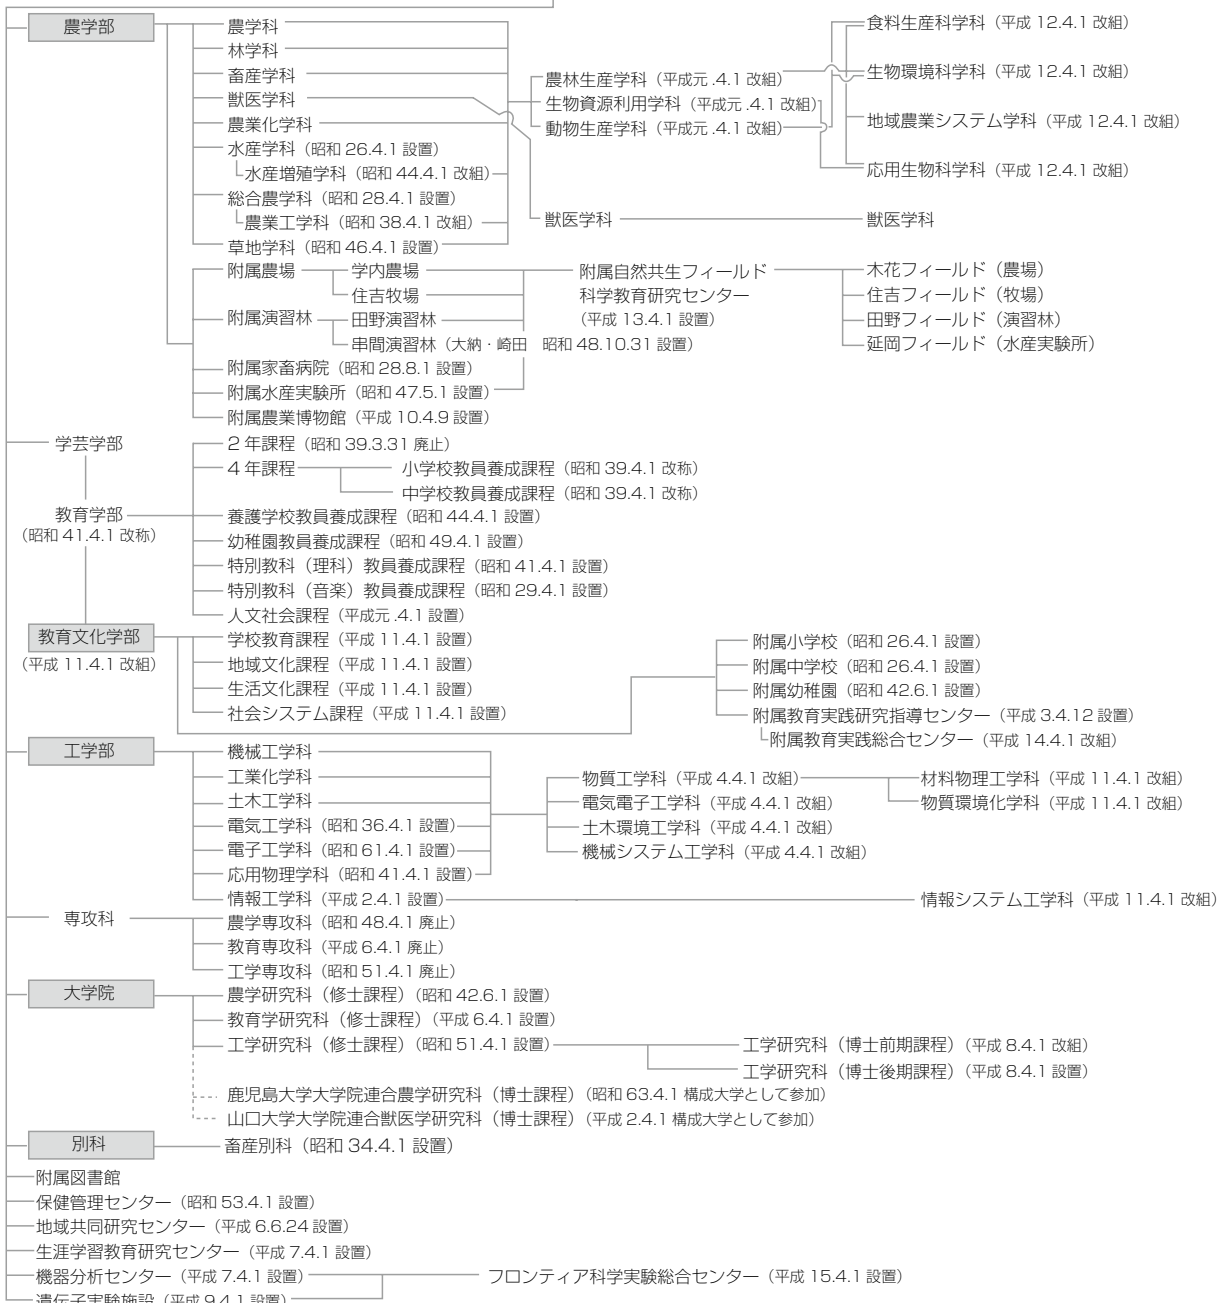 農学部
農学科
林学科
畜産学科
獣医学科
農業化学科
水産学科（昭和 26.4.1 設置）
水産増殖学科（昭和 44.4.1 改組）
総合農学科（昭和 28.4.1 設置）
農業工学科（昭和 38.4.1 改組）
草地学科（昭和 46.4.1 設置）
農林生産学科（平成元 .4.1 改組）
生物資源利用学科（平成元 .4.1 改組）
動物生産学科（平成元 .4.1 改組）
獣医学科
食料生産科学科（平成 12.4.1 改組）
生物環境科学科（平成 12.4.1 改組）
地域農業システム学科（平成 12.4.1 改組）
応用生物科学科（平成 12.4.1 改組）
獣医学科
附属農場
学内農場
住吉牧場
附属演習林
田野演習林
串間演習林（大納・崎田　昭和 48.10.31 設置）
附属家畜病院（昭和 28.8.1 設置）
附属水産実験所（昭和 47.5.1 設置）
附属農業博物館（平成 10.4.9 設置）
附属自然共生フィールド
科学教育研究センター
（平成 13.4.1 設置）
木花フィールド（農場）
住吉フィールド（牧場）
田野フィールド（演習林）
延岡フィールド（水産実験所）
学芸学部
教育学部
（昭和 41.4.1 改称）
2 年課程（昭和 39.3.31 廃止）
4 年課程
小学校教員養成課程（昭和 39.4.1 改称）
中学校教員養成課程（昭和 39.4.1 改称）
養護学校教員養成課程（昭和 44.4.1 設置）
幼稚園教員養成課程（昭和 49.4.1 設置）
特別教科（理科）教員養成課程（昭和 41.4.1 設置）
特別教科（音楽）教員養成課程（昭和 29.4.1 設置）
人文社会課程（平成元 .4.1 設置）
教育文化学部
（平成 11.4.1 改組）
学校教育課程（平成 11.4.1 設置）
地域文化課程（平成 11.4.1 設置）
生活文化課程（平成 11.4.1 設置）
社会システム課程（平成 11.4.1 設置）
附属小学校（昭和 26.4.1 設置）
附属中学校（昭和 26.4.1 設置）
附属幼稚園（昭和 42.6.1 設置）
附属教育実践研究指導センター（平成 3.4.12 設置）
附属教育実践総合センター（平成 14.4.1 改組）
工学部
機械工学科
工業化学科
土木工学科
電気工学科（昭和 36.4.1 設置）
電子工学科（昭和 61.4.1 設置）
応用物理学科（昭和 41.4.1 設置）
情報工学科（平成 2.4.1 設置）
物質工学科（平成 4.4.1 改組）
電気電子工学科（平成 4.4.1 改組）
土木環境工学科（平成 4.4.1 改組）
機械システム工学科（平成 4.4.1 改組）
材料物理工学科（平成 11.4.1 改組）
物質環境化学科（平成 11.4.1 改組）
情報システム工学科（平成 11.4.1 改組）
専攻科
農学専攻科（昭和 48.4.1 廃止）
教育専攻科（平成 6.4.1 廃止）
工学専攻科（昭和 51.4.1 廃止）
大学院
農学研究科（修士課程）（昭和 42.6.1 設置）
教育学研究科（修士課程）（平成 6.4.1 設置）
工学研究科（修士課程）（昭和 51.4.1 設置）
工学研究科（博士前期課程）（平成 8.4.1 改組）
工学研究科（博士後期課程）（平成 8.4.1 設置）
鹿児島大学大学院連合農学研究科（博士課程）（昭和 63.4.1 構成大学として参加）
山口大学大学院連合獣医学研究科（博士課程）（平成 2.4.1 構成大学として参加）
別科
畜産別科（昭和 34.4.1 設置）
附属図書館
保健管理センター（昭和 53.4.1 設置）
地域共同研究センター（平成 6.6.24 設置）
生涯学習教育研究センター（平成 7.4.1 設置）
機器分析センター（平成 7.4.1 設置）
フロンティア科学実験総合センター（平成 15.4.1 設置）
遺伝子実験施設（平成 9.4.1 設置）